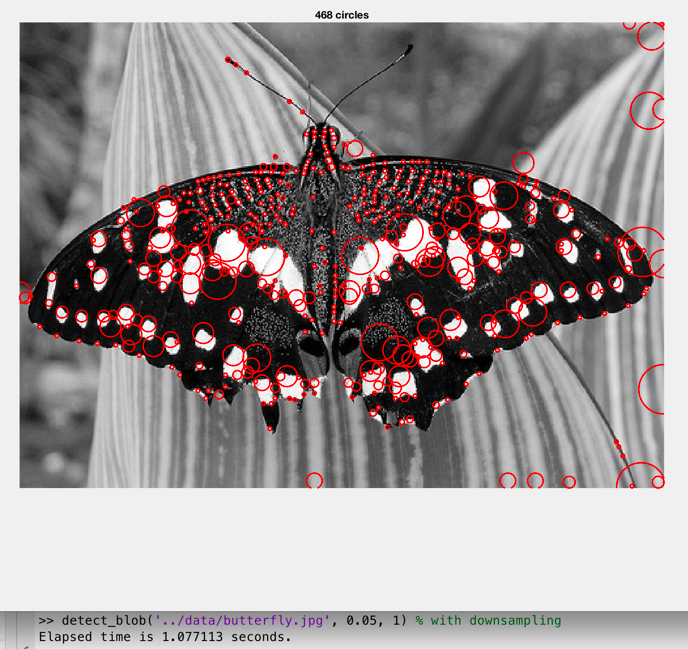 468 circles
>> detect_blob('../data/butterfly.jpg', 0.05, 1) % with downsampling
Elapsed time is 1.077113 seconds.